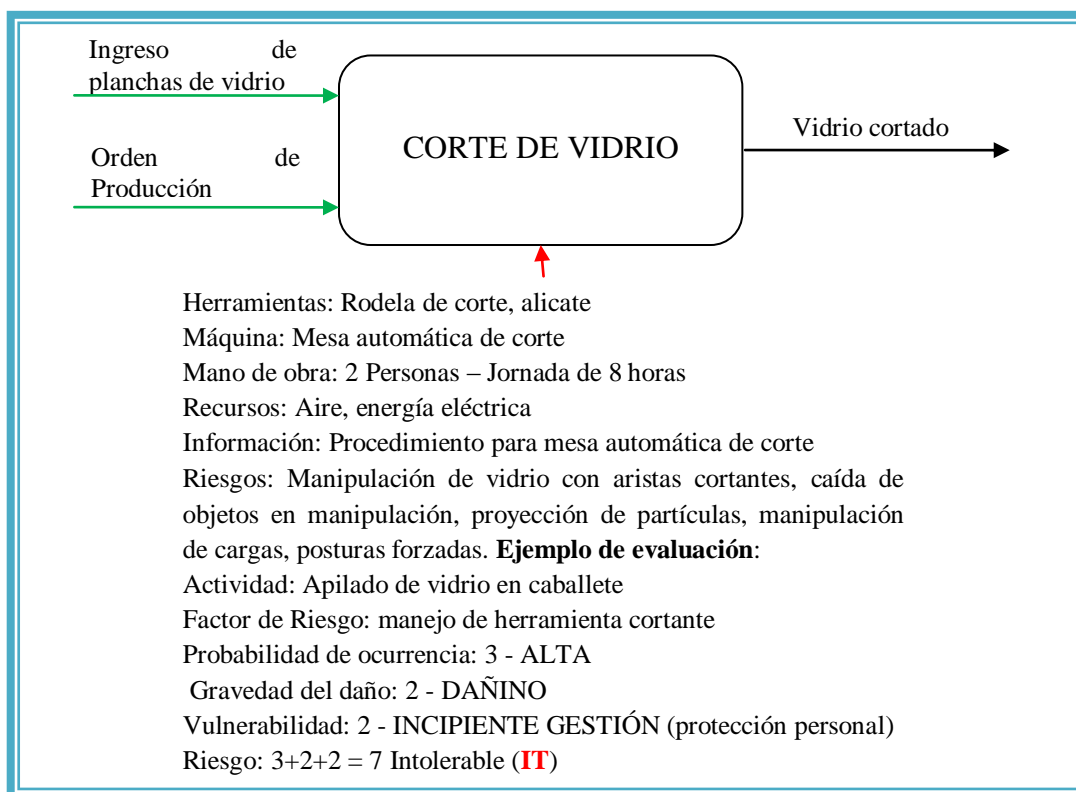 Ingreso de
planchas de vidrio
Orden de
Producción
CORTE DE VIDRIO
Vidrio cortado
Herramientas: Rodela de corte, alicate
Máquina: Mesa automática de corte
Mano de obra: 2 Personas – Jornada de 8 horas
Recursos: Aire, energía eléctrica
Información: Procedimiento para mesa automática de corte
Riesgos: Manipulación de vidrio con aristas cortantes, caída de
objetos en manipulación, proyección de partículas, manipulación
de cargas, posturas forzadas. Ejemplo de evaluación:
Actividad: Apilado de vidrio en caballete
Factor de Riesgo: manejo de herramienta cortante
Probabilidad de ocurrencia: 3 - ALTA
Gravedad del daño: 2 - DAÑINO
Vulnerabilidad: 2 - INCIPIENTE GESTIÓN (protección personal)
Riesgo: 3+2+2 = 7 Intolerable (IT)